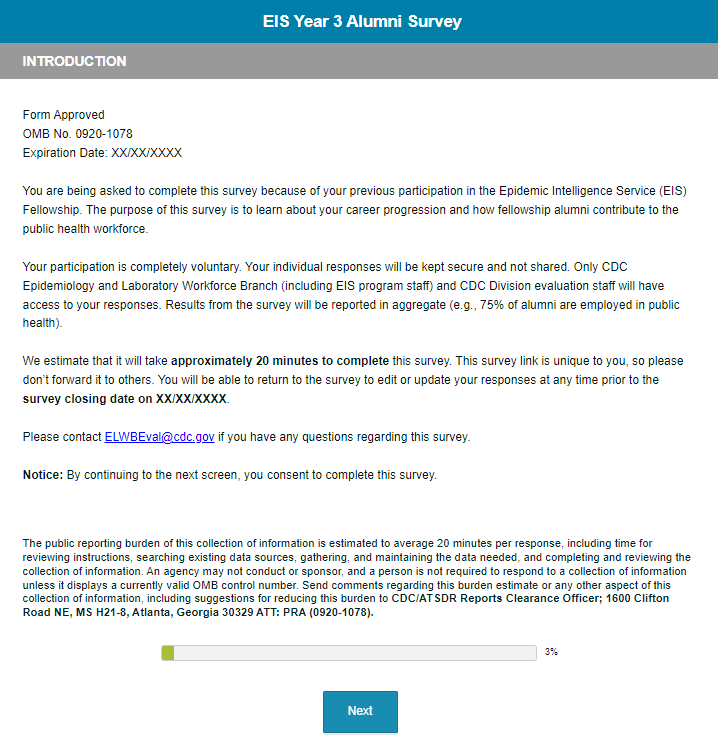 EIS Year 3 Alumni Survey
INTRODUCTION
Form Approved
OMB No. 0920-1078
Expiration Date: XX/XX/XXXX
You are being asked to complete this survey because of your previous participation in the Epidemic Intelligence Service (EIS)
Fellowship. The purpose of this survey is to learn about your career progression and how fellowship alumni contribute to the
public health workforce.
Your participation is completely voluntary. Your individual responses will be kept secure and not shared. Only CDC
Epidemiology and Laboratory Workforce Branch (including EIS program staff) and CDC Division evaluation staff will have
access to your responses. Results from the survey will be reported in aggregate (e.g., 75% of alumni are employed in public
health).
We estimate that it will take approximately 20 minutes to complete this survey. This survey link is unique to you, so please
don't forward it to others. You will be able to return to the survey to edit or update your responses at any time prior to the
survey closing date on XX/XX/XXXX.
Please contact ELWBEval@cdc.gov if you have any questions regarding this survey.
Notice: By continuing to the next screen, you consent to complete this survey.
The public reporting burden of this collection of information is estimated to average 20 minutes per response, including time for
reviewing instructions, searching existing data sources, gathering, and maintaining the data needed, and completing and reviewing the
collection of information. An agency may not conduct or sponsor, and a person is not required to respond to a collection of information
unless it displays a currently valid OMB control number. Send comments regarding this burden estimate or any other aspect of this
collection of information, including suggestions for reducing this burden to CDC/ATSDR Reports Clearance Officer; 1600 Clifton
Road NE, MS H21-8, Atlanta, Georgia 30329 ATT: PRA (0920-1078).
3%
Next